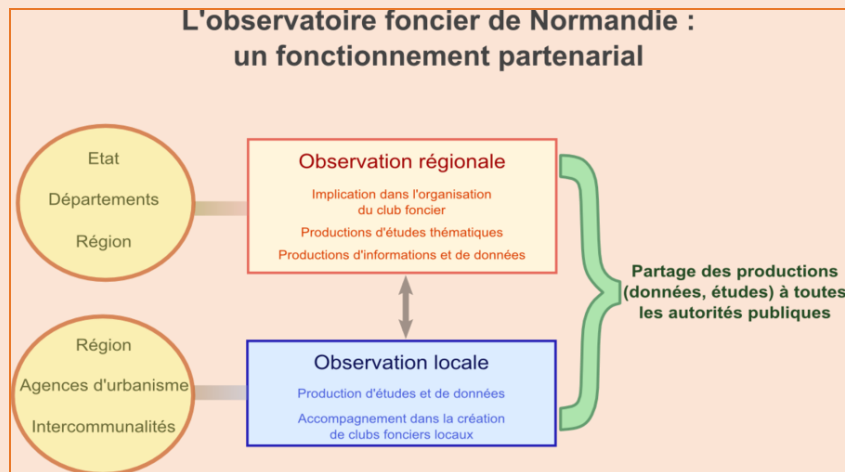 L'observatoire foncier de Normandie :
un fonctionnement partenarial
Etat
Départements
Région
Observation régionale
Implication dans l'organisation
du club foncier
Productions d'études thématiques
Productions d'informations et de données
Partage des productions
(données, études) à toutes
les autorités publiques
Région
Agences d'urbanisme
Intercommunalités
Observation locale
Production d'études et de données
Accompagnement dans la création
de clubs fonciers locaux